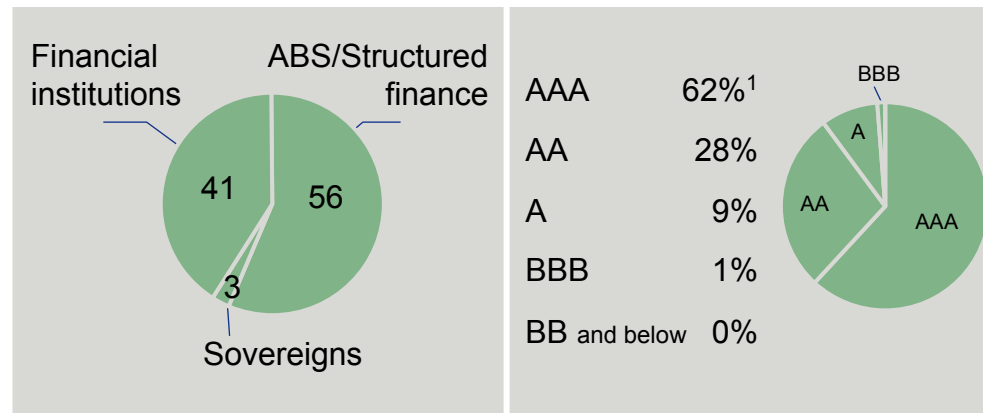 Financial
institutions
ABS/Structured
finance
41
56
3
Sovereigns
AAA 62%1
AA 28%
A 9%
BBB 1%
BB and below 0%
BBB
A
AA
AAA